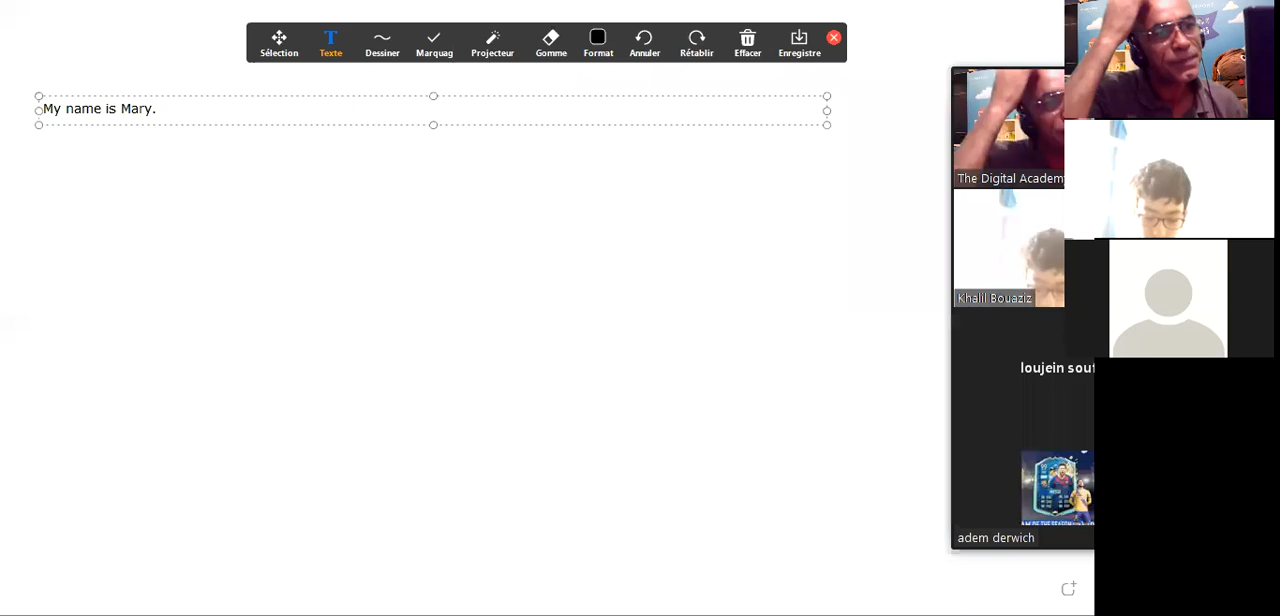 Sélection
Texte
Dessiner
Marquag
Projecteur
Gomme
Format
Annuler
Rétablir
Effacer
Enregistre
My name is Mary.
The Digital Academ
Khalil Bouaziz
loujein sou
adem derwich